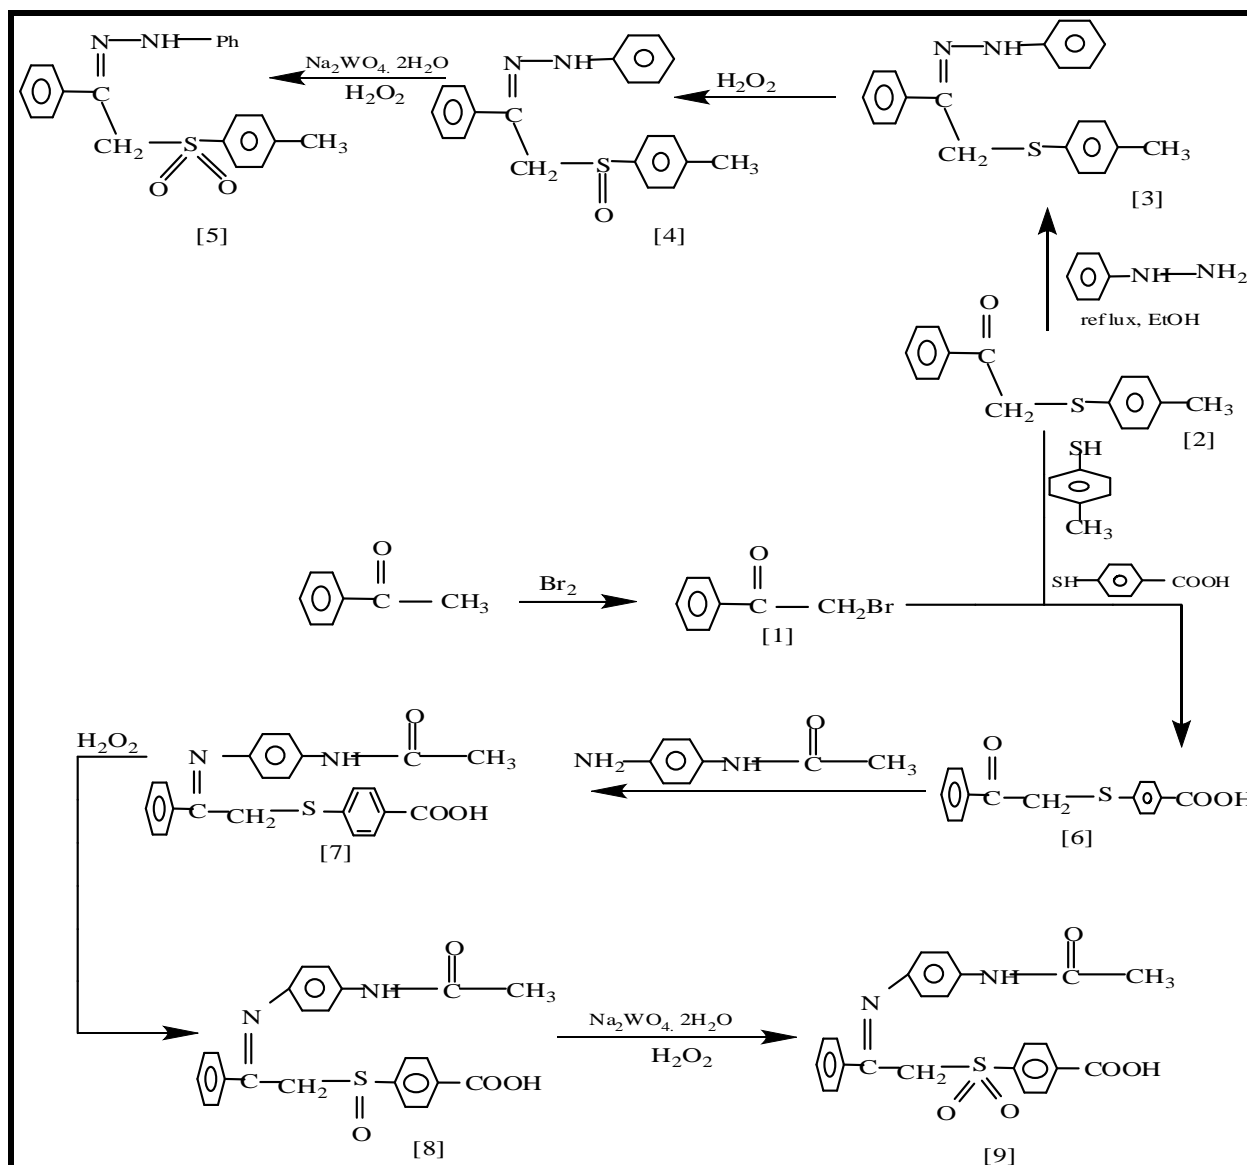 N NH Ph
Na2WO4. 2H2O
H2O2
C
CH2 S CH3
O O
[5]
N NH
C
CH2 S CH3
O
[4]
H2O2
N NH
C
CH2 S CH3
[3]
NH NH2
reflux, EtOH
O
C
CH2 S CH3
[2]
SH
CH3
SH COOH
O
C CH3
Br2
O
C CH2Br
[1]
H2O2
N NH C CH3
O
C CH2 S COOH
[7]
NH2 NH C CH3
O
O
C CH2 S COOH
[6]
O
NH C CH3
N
C CH2 S COOH
O
[8]
Na2WO4. 2H2O
H2O2
O
NH C CH3
N
C CH2 S COOH
O O
[9]